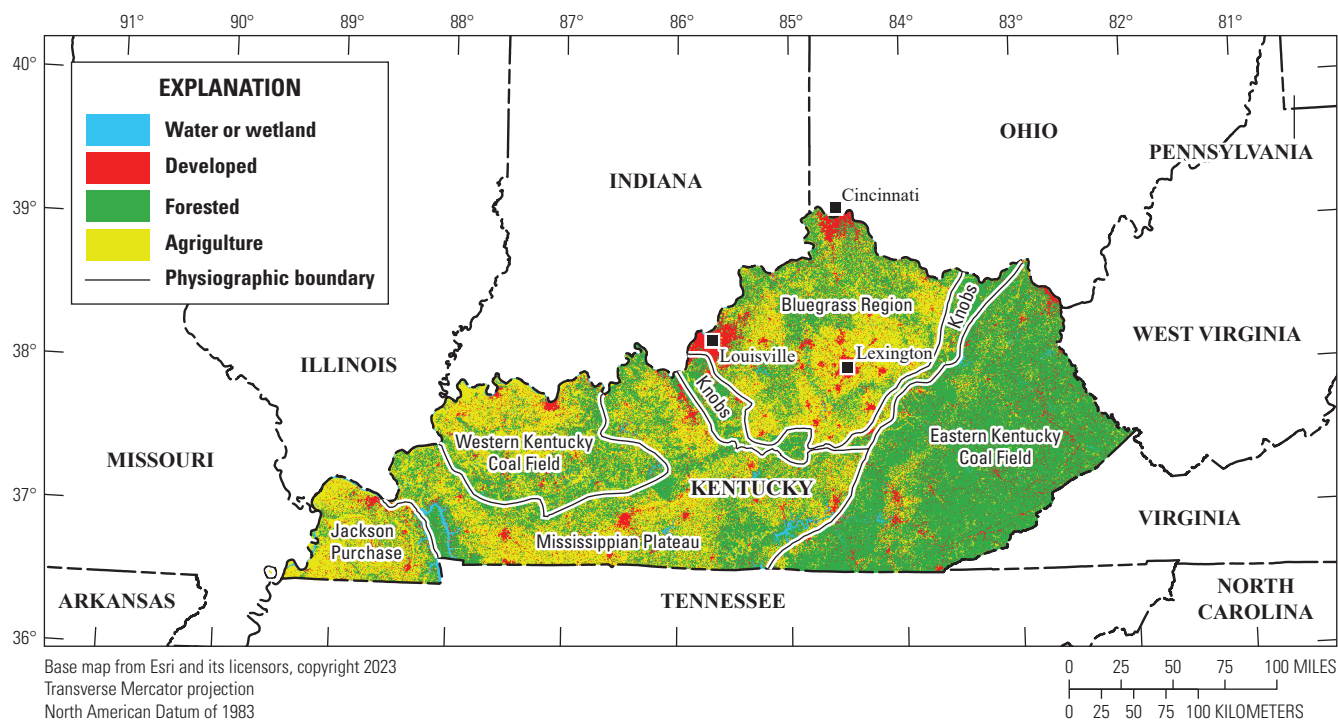 91° 90° 89° 88° 87° 86° 85° 84° 83° 82° 81°
40°
39°
38°
37°
36°
EXPLANATION
Water or wetland
Developed
Forested
Agrigulture
Physiographic boundary
OHIO
PENNSYLVANIA
INDIANA
Cincinnati
Bluegrass Region
Knobs
WEST VIRGINIA
ILLINOIS
Louisville
Lexington
Knobs
Western Kentucky
Coal Field
Eastern Kentucky
Coal Field
MISSOURI
KENTUCKY
VIRGINIA
Jackson
Purchase
Mississippian Plateau
ARKANSAS
TENNESSEE
NORTH
CAROLINA
Base map from Esri and its licensors, copyright 2023
Transverse Mercator projection
North American Datum of 1983
0 25 50 75 100 MILES
0 25 50 75 100 KILOMETERS